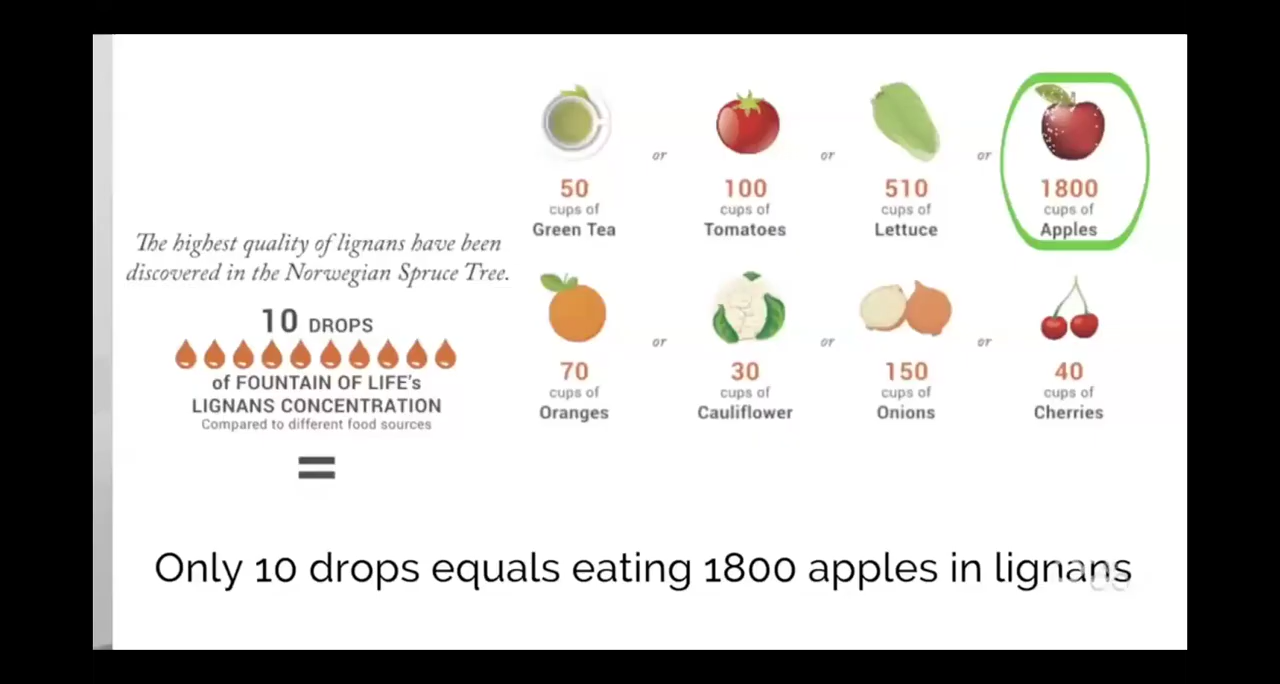 The highest quality of lignans have been
discovered in the Norwegian Spruce Tree.
10 DROPS
of FOUNTAIN OF LIFE's
LIGNANS CONCENTRATION
Compared to different food sources
=
50
cups of
Green Tea
or
100
cups of
Tomatoes
or
510
cups of
Lettuce
or
1800
cups of
Apples
70
cups of
Oranges
or
30
cups of
Cauliflower
or
150
cups of
Onions
or
40
cups of
Cherries
Only 10 drops equals eating 1800 apples in lignans